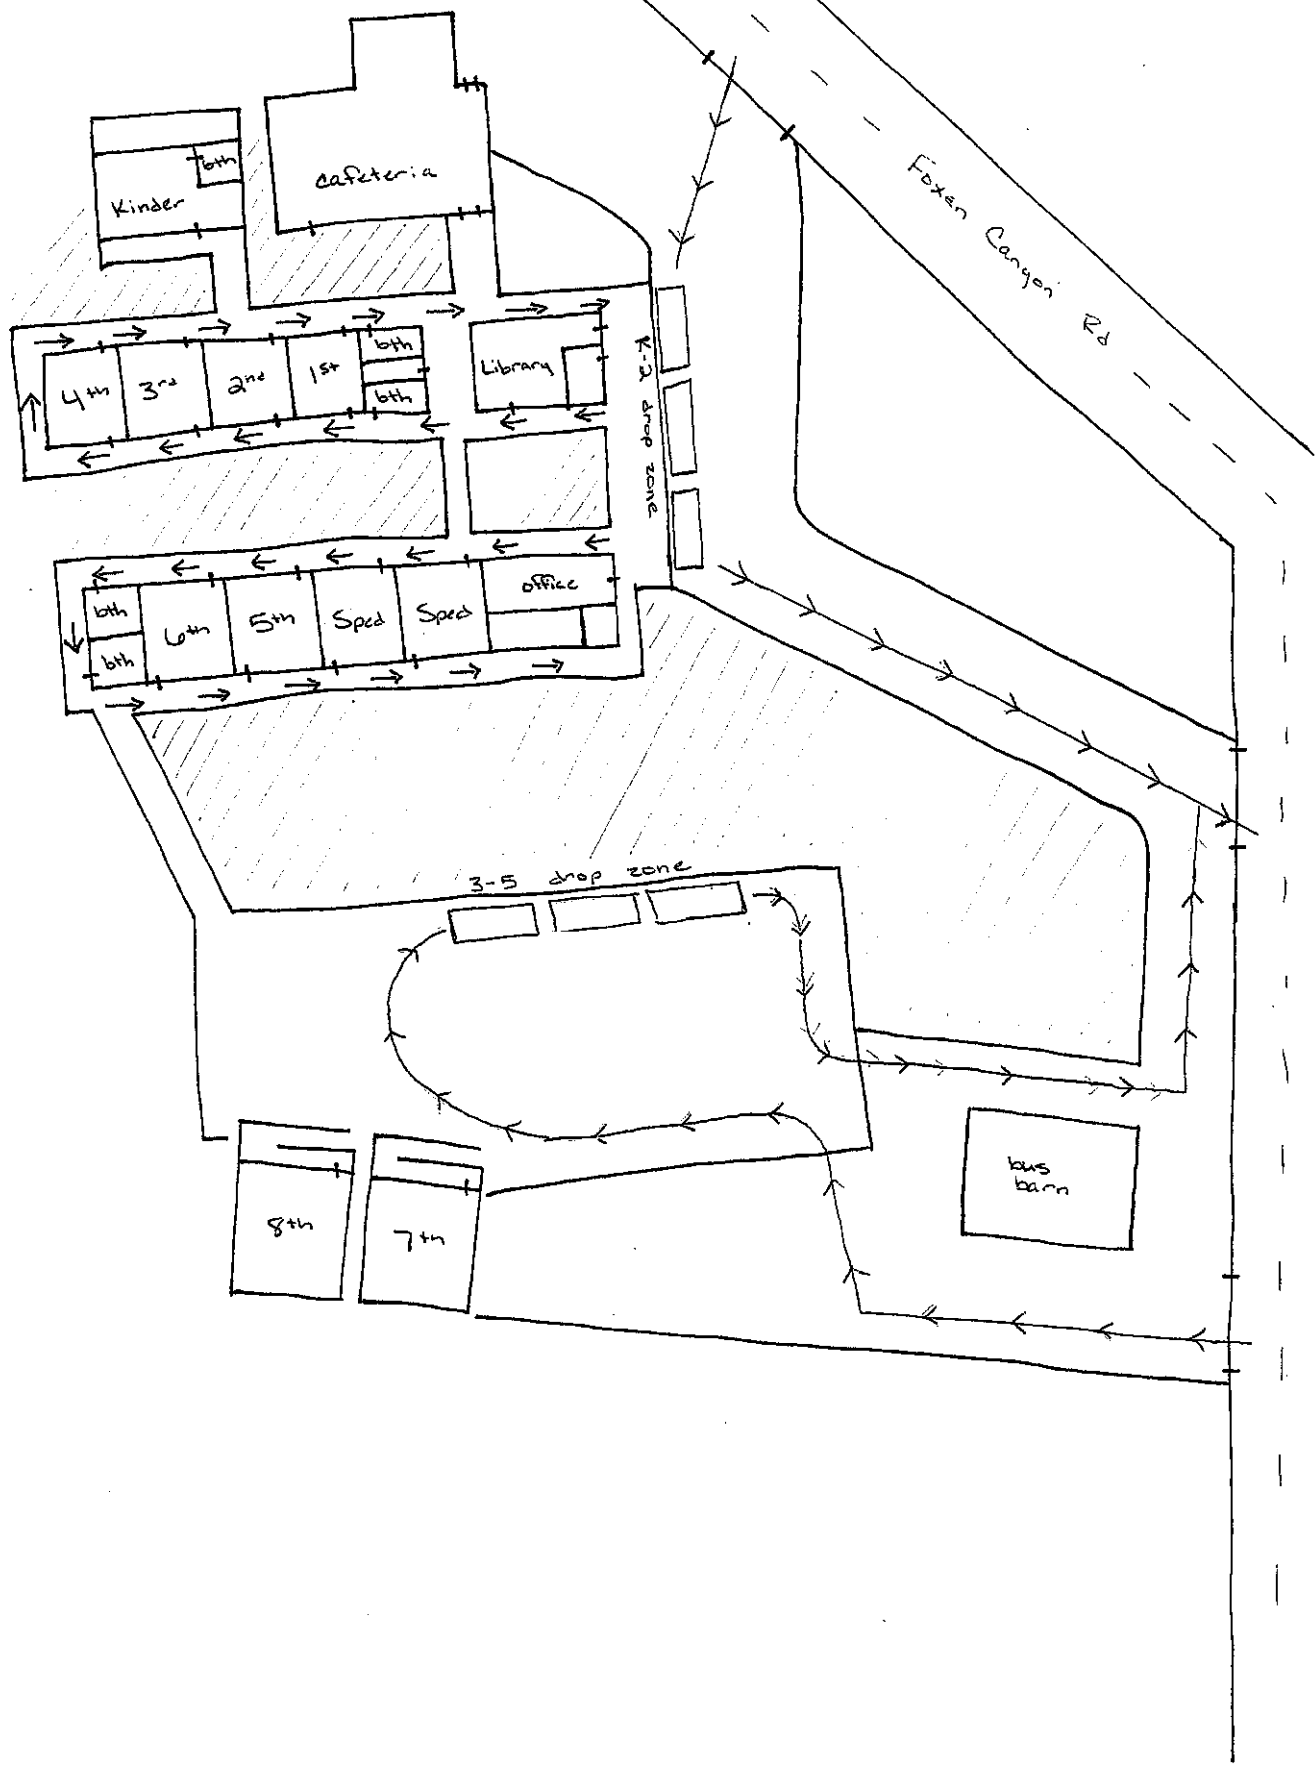 bth
Kinder
cafeteria
Foxen Canyon Rd
4th
3rd
2nd
1st
bth
bth
Library
K-2 drop zone
bth
bth
6th
5th
Sped
Sped
office
3-5 drop zone
bus
barn
8th
7th